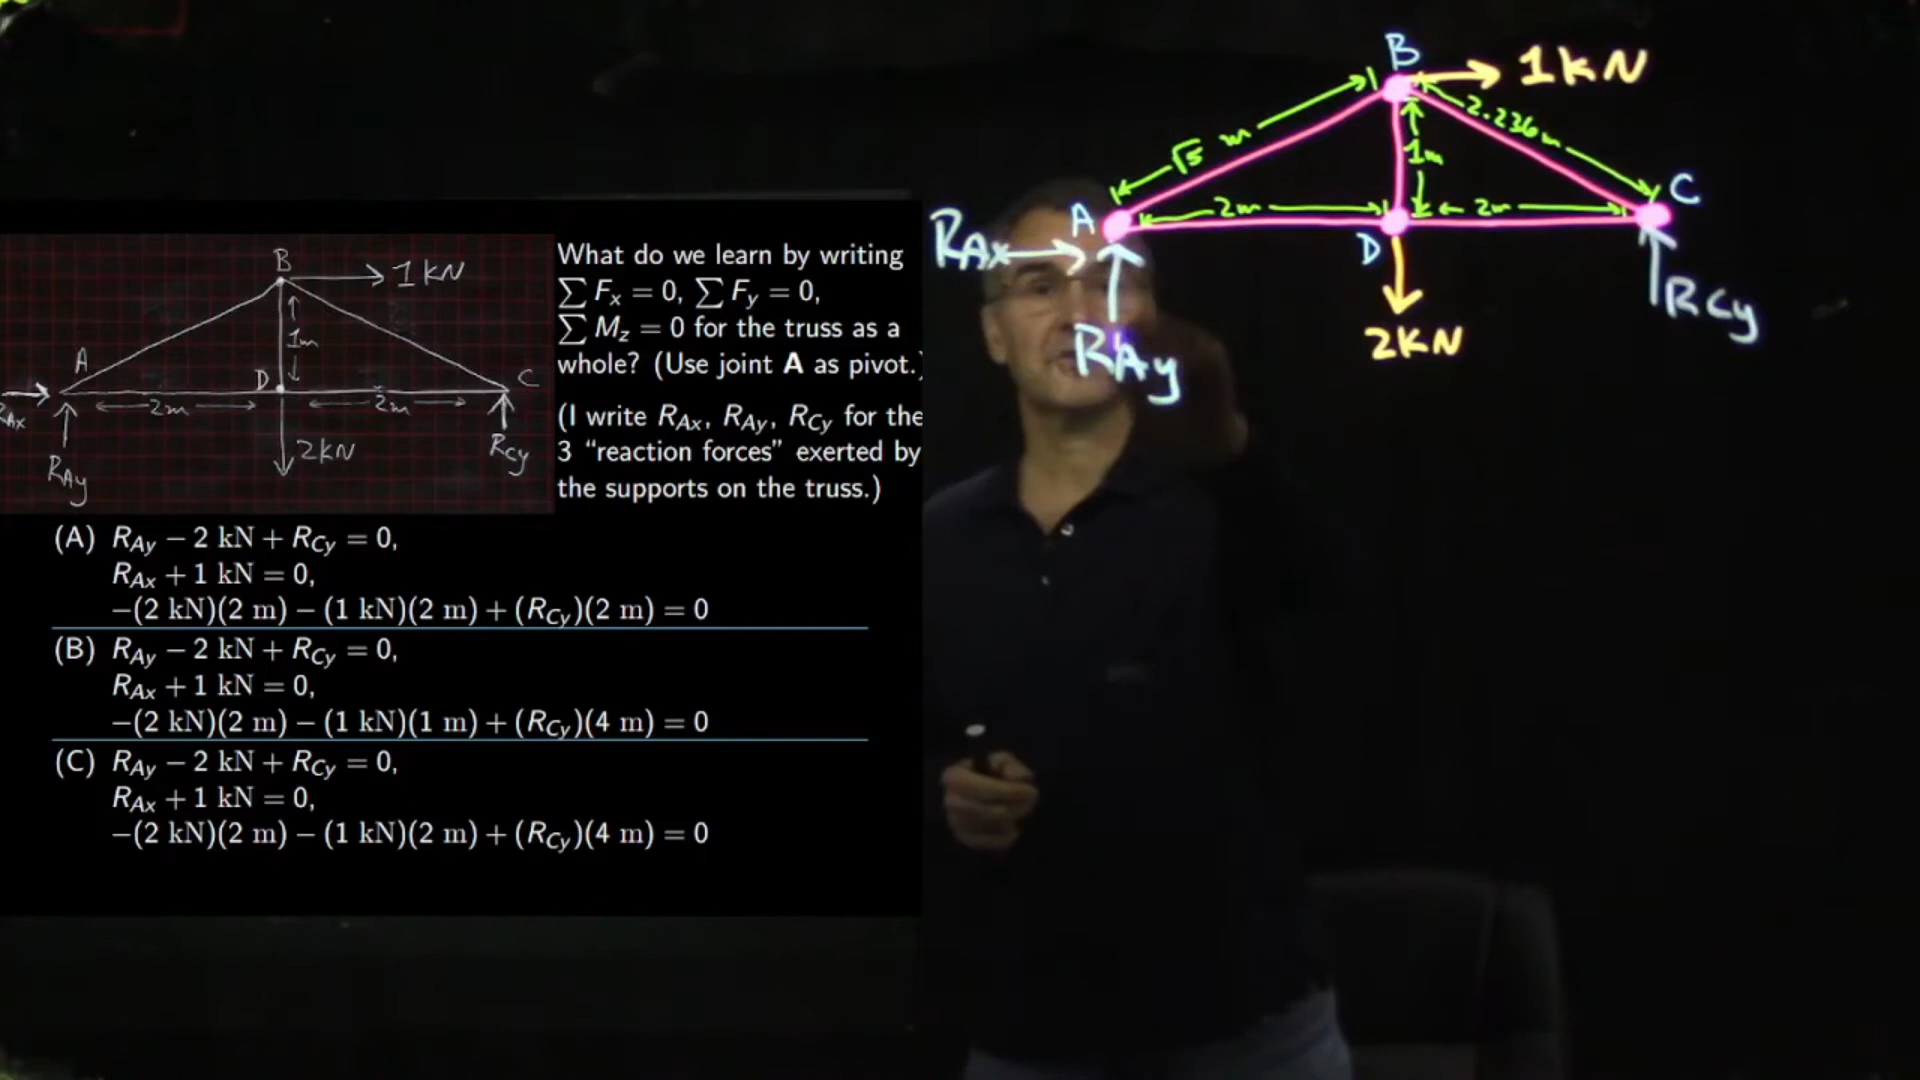 B
1 kN
1m
A
D
C
2m
2m
RAx
RAy
2KN
RCy
What do we learn by writing
∑ Fx = 0, ∑ Fy = 0,
∑ Mz = 0 for the truss as a
whole? (Use joint A as pivot.)
(I write RAx, RAy, RCy for the
3 “reaction forces” exerted by
the supports on the truss.)
(A) RAy − 2 kN + RCy = 0,
RAx + 1 kN = 0,
−(2 kN)(2 m) − (1 kN)(2 m) + (RCy)(2 m) = 0
(B) RAy − 2 kN + RCy = 0,
RAx + 1 kN = 0,
−(2 kN)(2 m) − (1 kN)(1 m) + (RCy)(4 m) = 0
(C) RAy − 2 kN + RCy = 0,
RAx + 1 kN = 0,
−(2 kN)(2 m) − (1 kN)(2 m) + (RCy)(4 m) = 0
B
1KN
√5 m
2.236m
1m
A
2m
2m
C
RAx
D
RAy
2KN
RCy